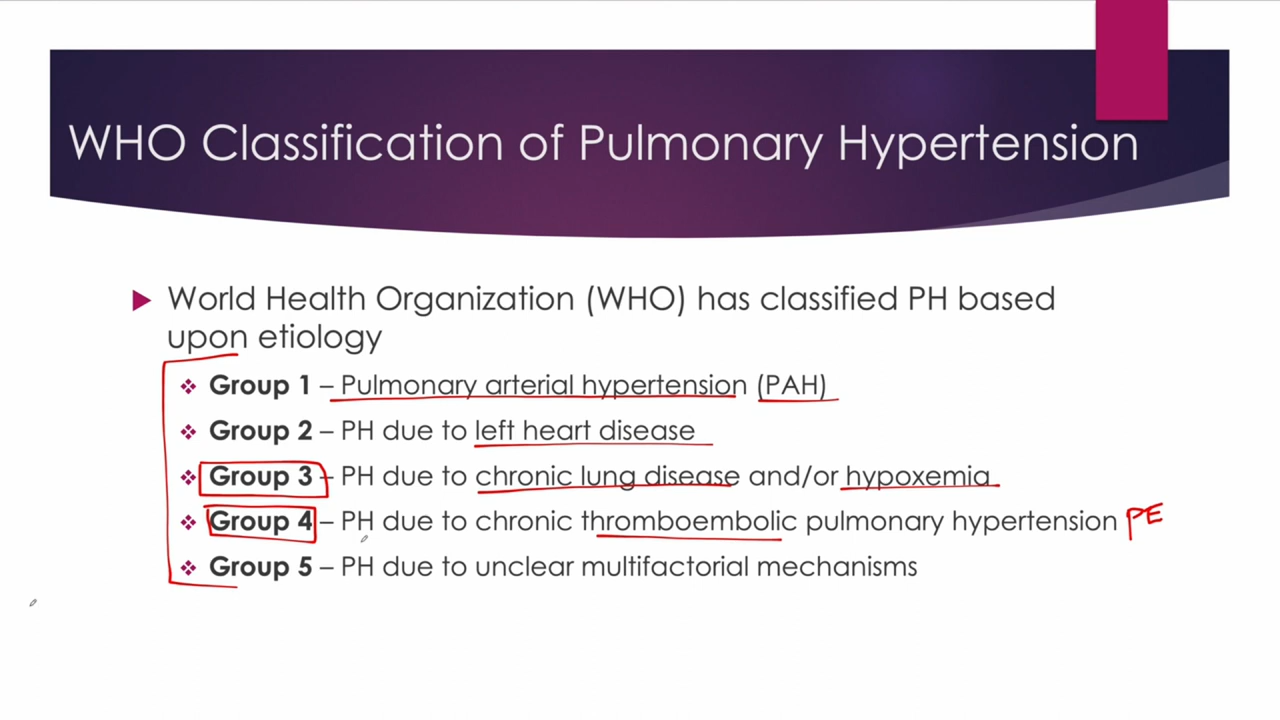 WHO Classification of Pulmonary Hypertension
World Health Organization (WHO) has classified PH based
upon etiology
Group 1 – Pulmonary arterial hypertension (PAH)
Group 2 – PH due to left heart disease
Group 3 – PH due to chronic lung disease and/or hypoxemia
Group 4 – PH due to chronic thromboembolic pulmonary hypertension PE
Group 5 – PH due to unclear multifactorial mechanisms